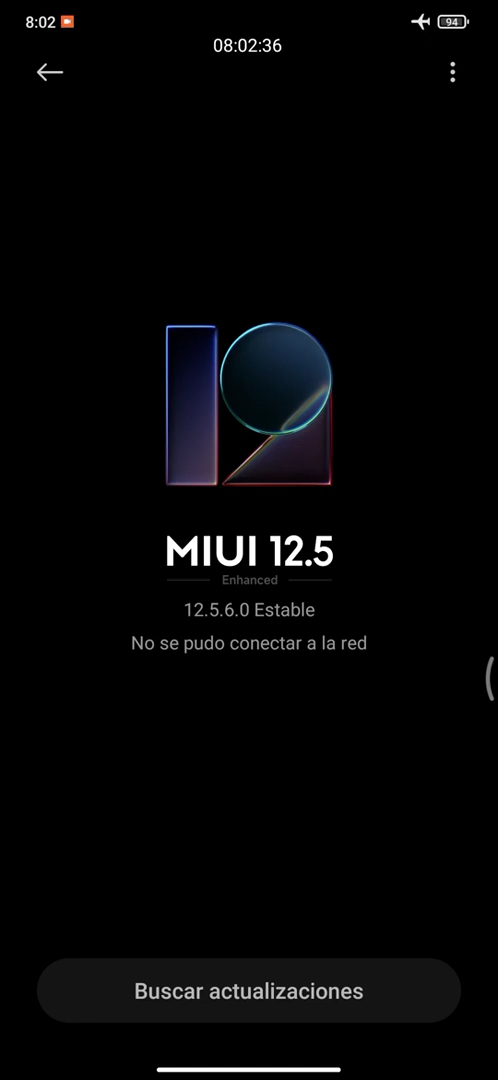 8:02
94
08:02:36
MIUI 12.5
Enhanced
12.5.6.0 Estable
No se pudo conectar a la red
Buscar actualizaciones